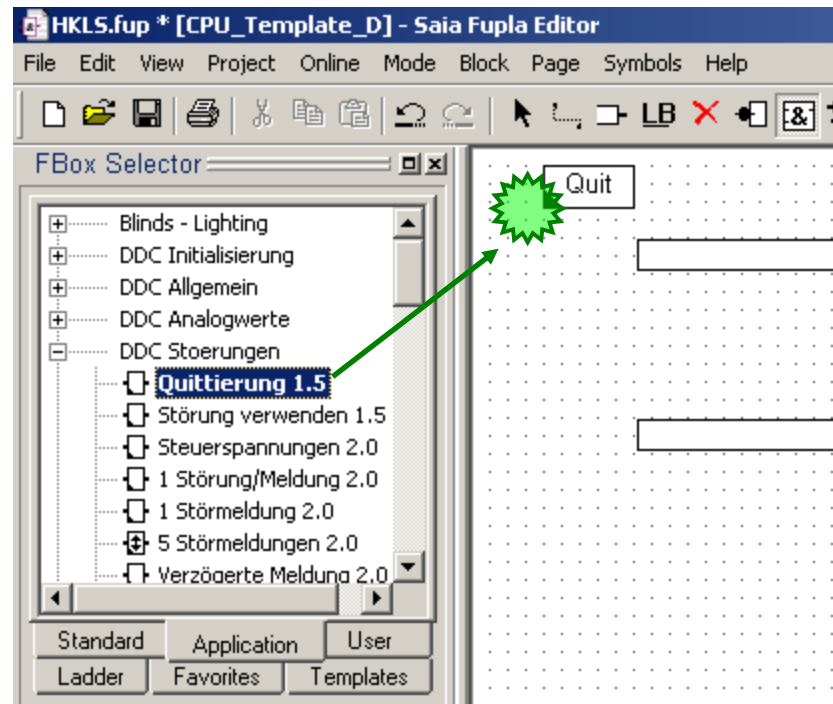 HKLS.fup * [CPU_Template_D] - Saia Fupla Editor
File Edit View Project Online Mode Block Page Symbols Help
LB
FBox Selector
Quit
Blinds - Lighting
DDC Initialisierung
DDC Allgemein
DDC Analogwerte
DDC Stoerungen
Quittierung 1.5
Störung verwenden 1.5
Steuerspannungen 2.0
1 Störung/Meldung 2.0
1 Störmeldung 2.0
5 Störmeldungen 2.0
Verzögerte Meldung 2.0
Standard Application User
Ladder Favorites Templates